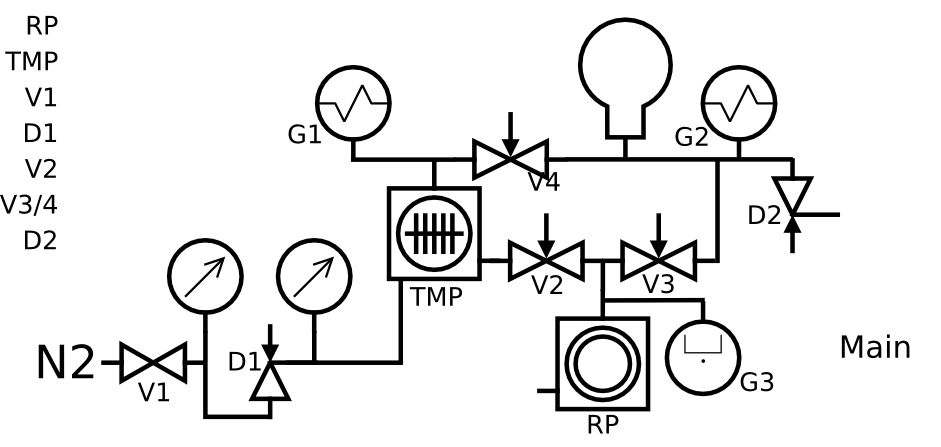 RP
TMP
V1
D1
V2
V3/4
D2
G1
G2
V4
D2
TMP
V2
V3
N2
V1
D1
G3
RP
Main